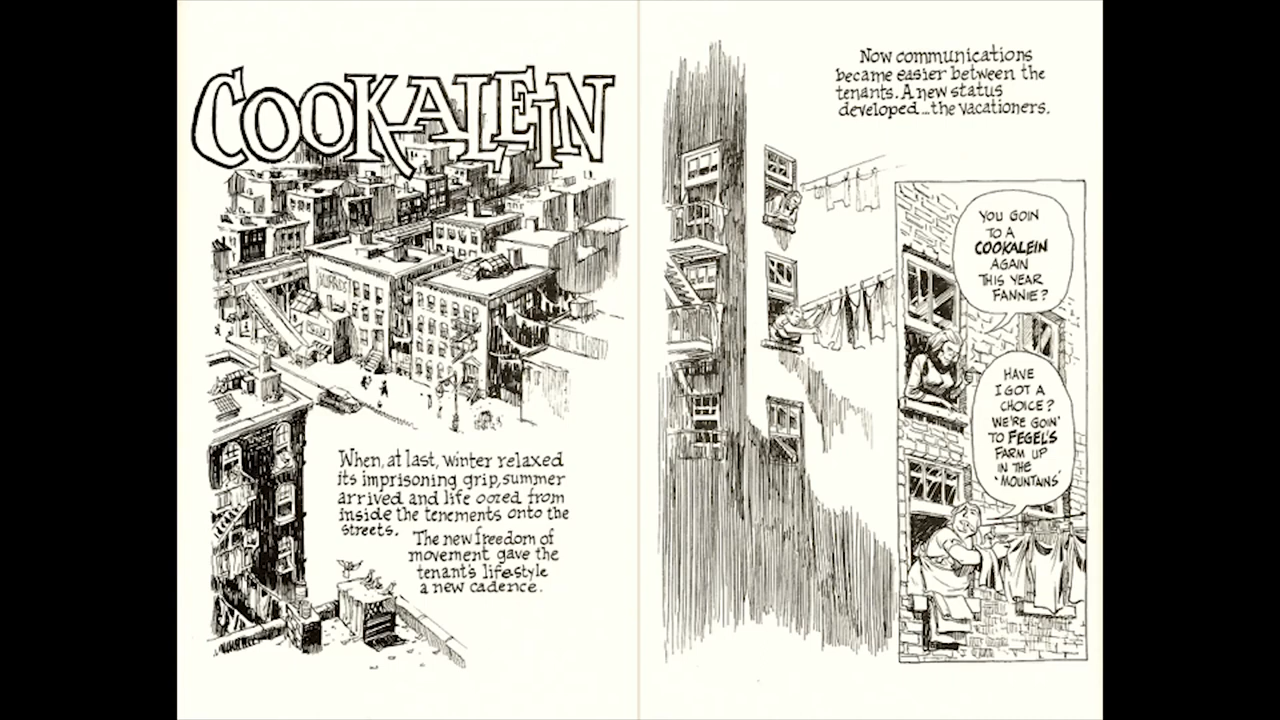 COOKALEIN
When, at last, winter relaxed
its imprisoning grip, summer
arrived and life oozed from
inside the tenements onto the
streets.
The new freedom of
movement gave the
tenant's lifestyle
a new cadence.
Now communications
became easier between the
tenants. A new status
developed...the vacationers.
YOU GOIN
TO A
COOKALEIN
AGAIN
THIS YEAR
FANNIE?
HAVE
I GOT A
CHOICE?
WE'RE GOIN'
TO FEGEL'S
FARM UP
IN THE
'MOUNTAINS'